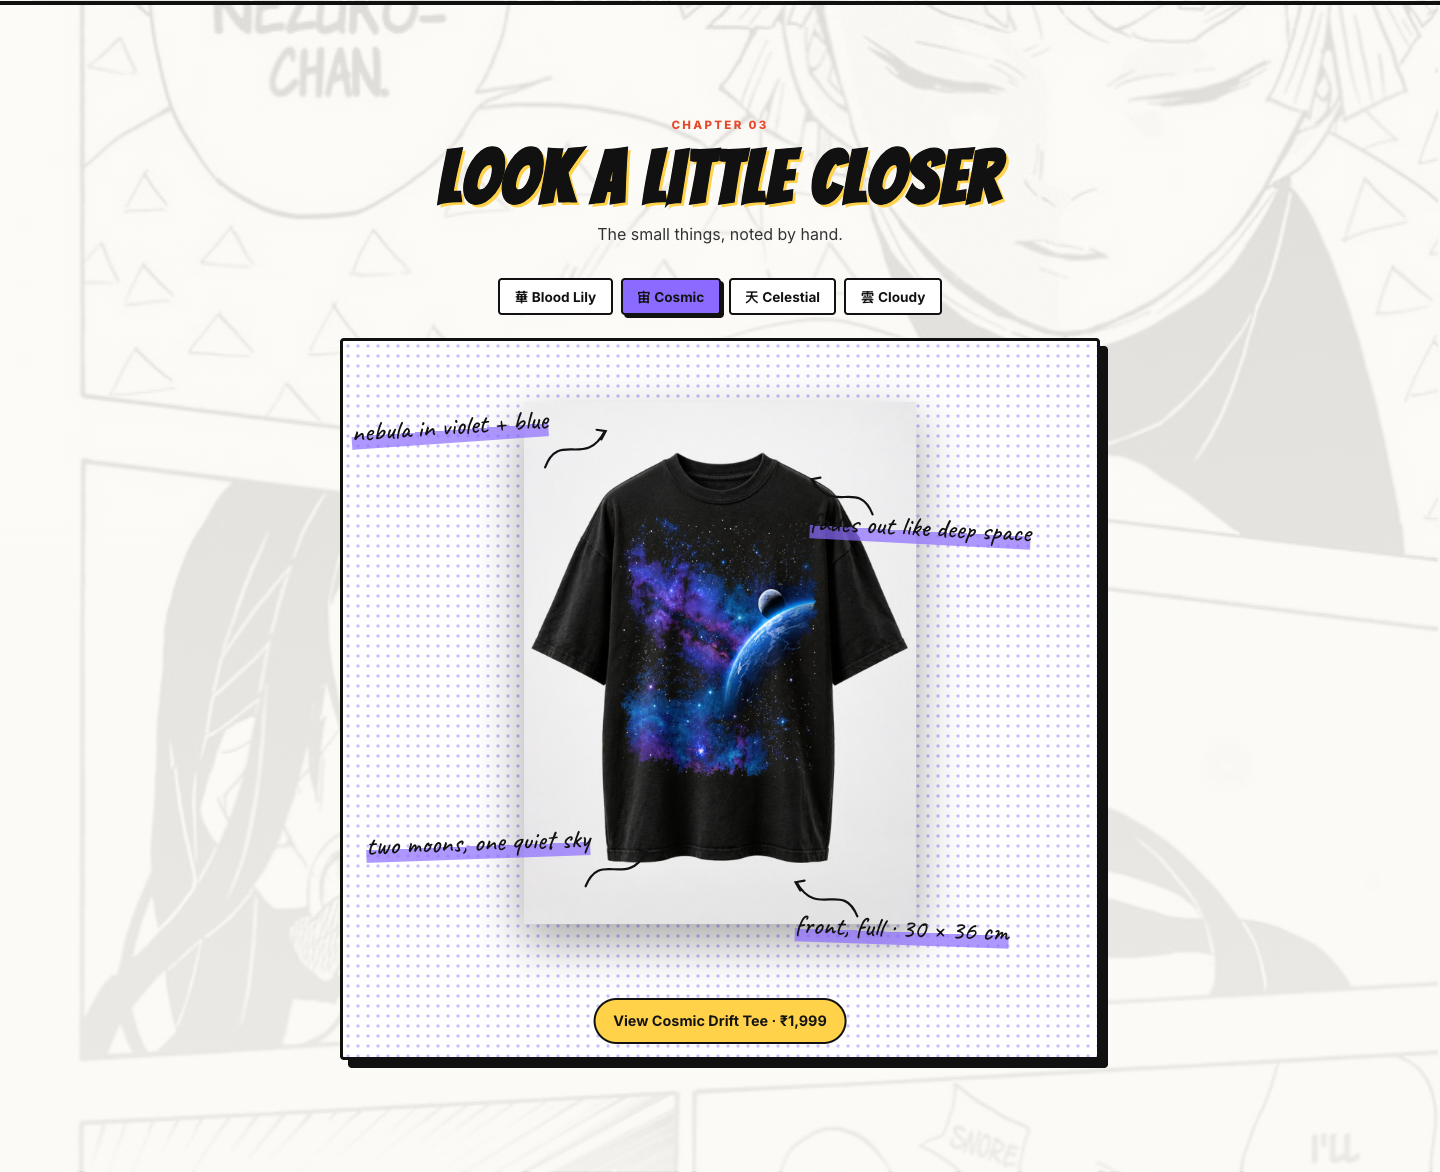 NEZUKO-
CHAN.
CHAPTER 03
LOOK A LITTLE CLOSER
The small things, noted by hand.
華 Blood Lily
宙 Cosmic
天 Celestial
雲 Cloudy
nebula in violet + blue
fades out like deep space
two moons, one quiet sky
front, full · 30 × 36 cm
View Cosmic Drift Tee · ₹1,999
SNORE
I'LL